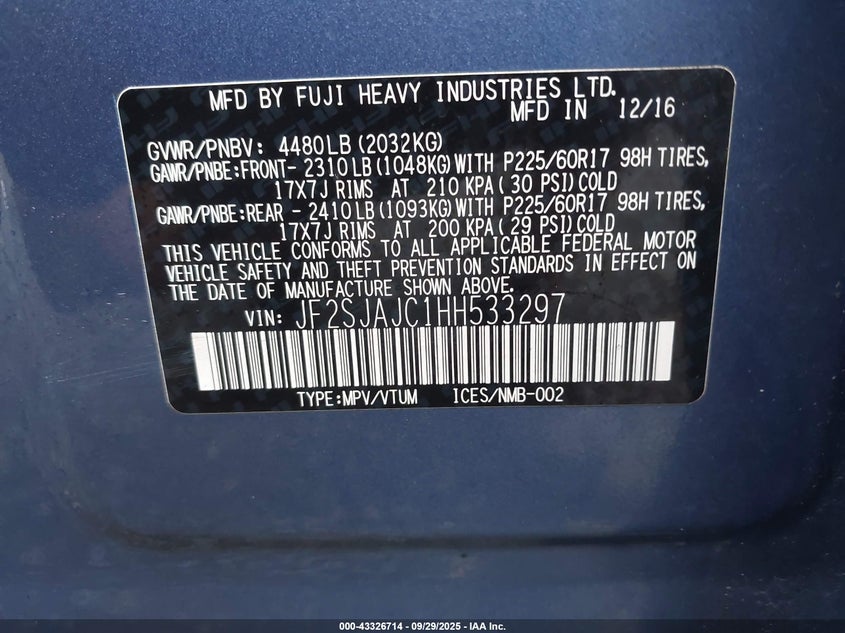 MFD BY FUJI HEAVY INDUSTRIES LTD.
MFD IN 12/16
GVWR/PNBV: 4480LB (2032KG)
GAWR/PNBE:FRONT- 2310LB (1048KG)WITH P225/60R17 98H TIRES,
17X7J RIMS AT 210 KPA (30 PSI)COLD
GAWR/PNBE:REAR - 2410LB (1093KG)WITH P225/60R17 98H TIRES,
17X7J RIMS AT 200 KPA (29 PSI)COLD
THIS VEHICLE CONFORMS TO ALL APPLICABLE FEDERAL MOTOR
VEHICLE SAFETY AND THEFT PREVENTION STANDARDS IN EFFECT ON
THE DATE OF MANUFACTURE SHOWN ABOVE.
VIN: JF2SJAJC1HH533297
TYPE:MPV/VTUM ICES/NMB-002
000-43326714 - 09/29/2025 - IAA Inc.